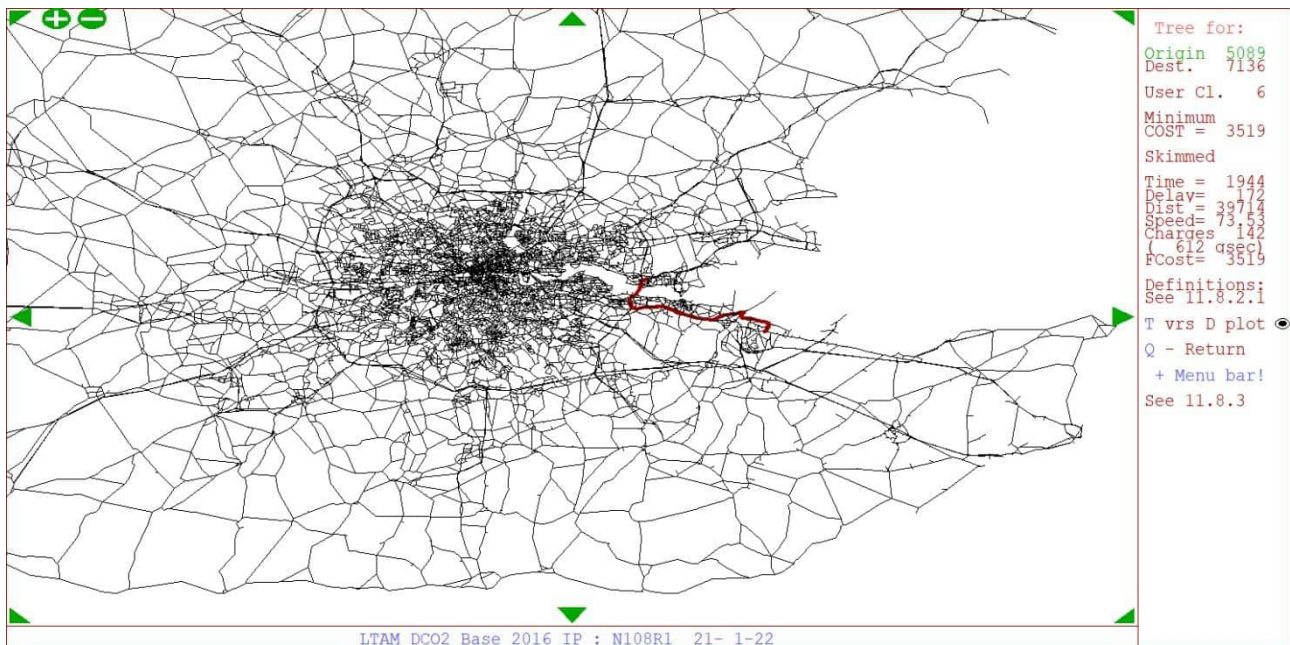 Tree for:
Origin 5089
Dest. 7136
User Cl. 6
Minimum
COST = 3519
Skimmed
Time = 1944
Delay= 172
Dist = 39714
Speed= 73.53
Charges 142
( 612 qsec)
FCost= 3519
Definitions:
See 11.8.2.1
T vrs D plot
Q - Return
+ Menu bar!
See 11.8.3
LTAM DCO2 Base 2016 IP : N108R1 21- 1-22